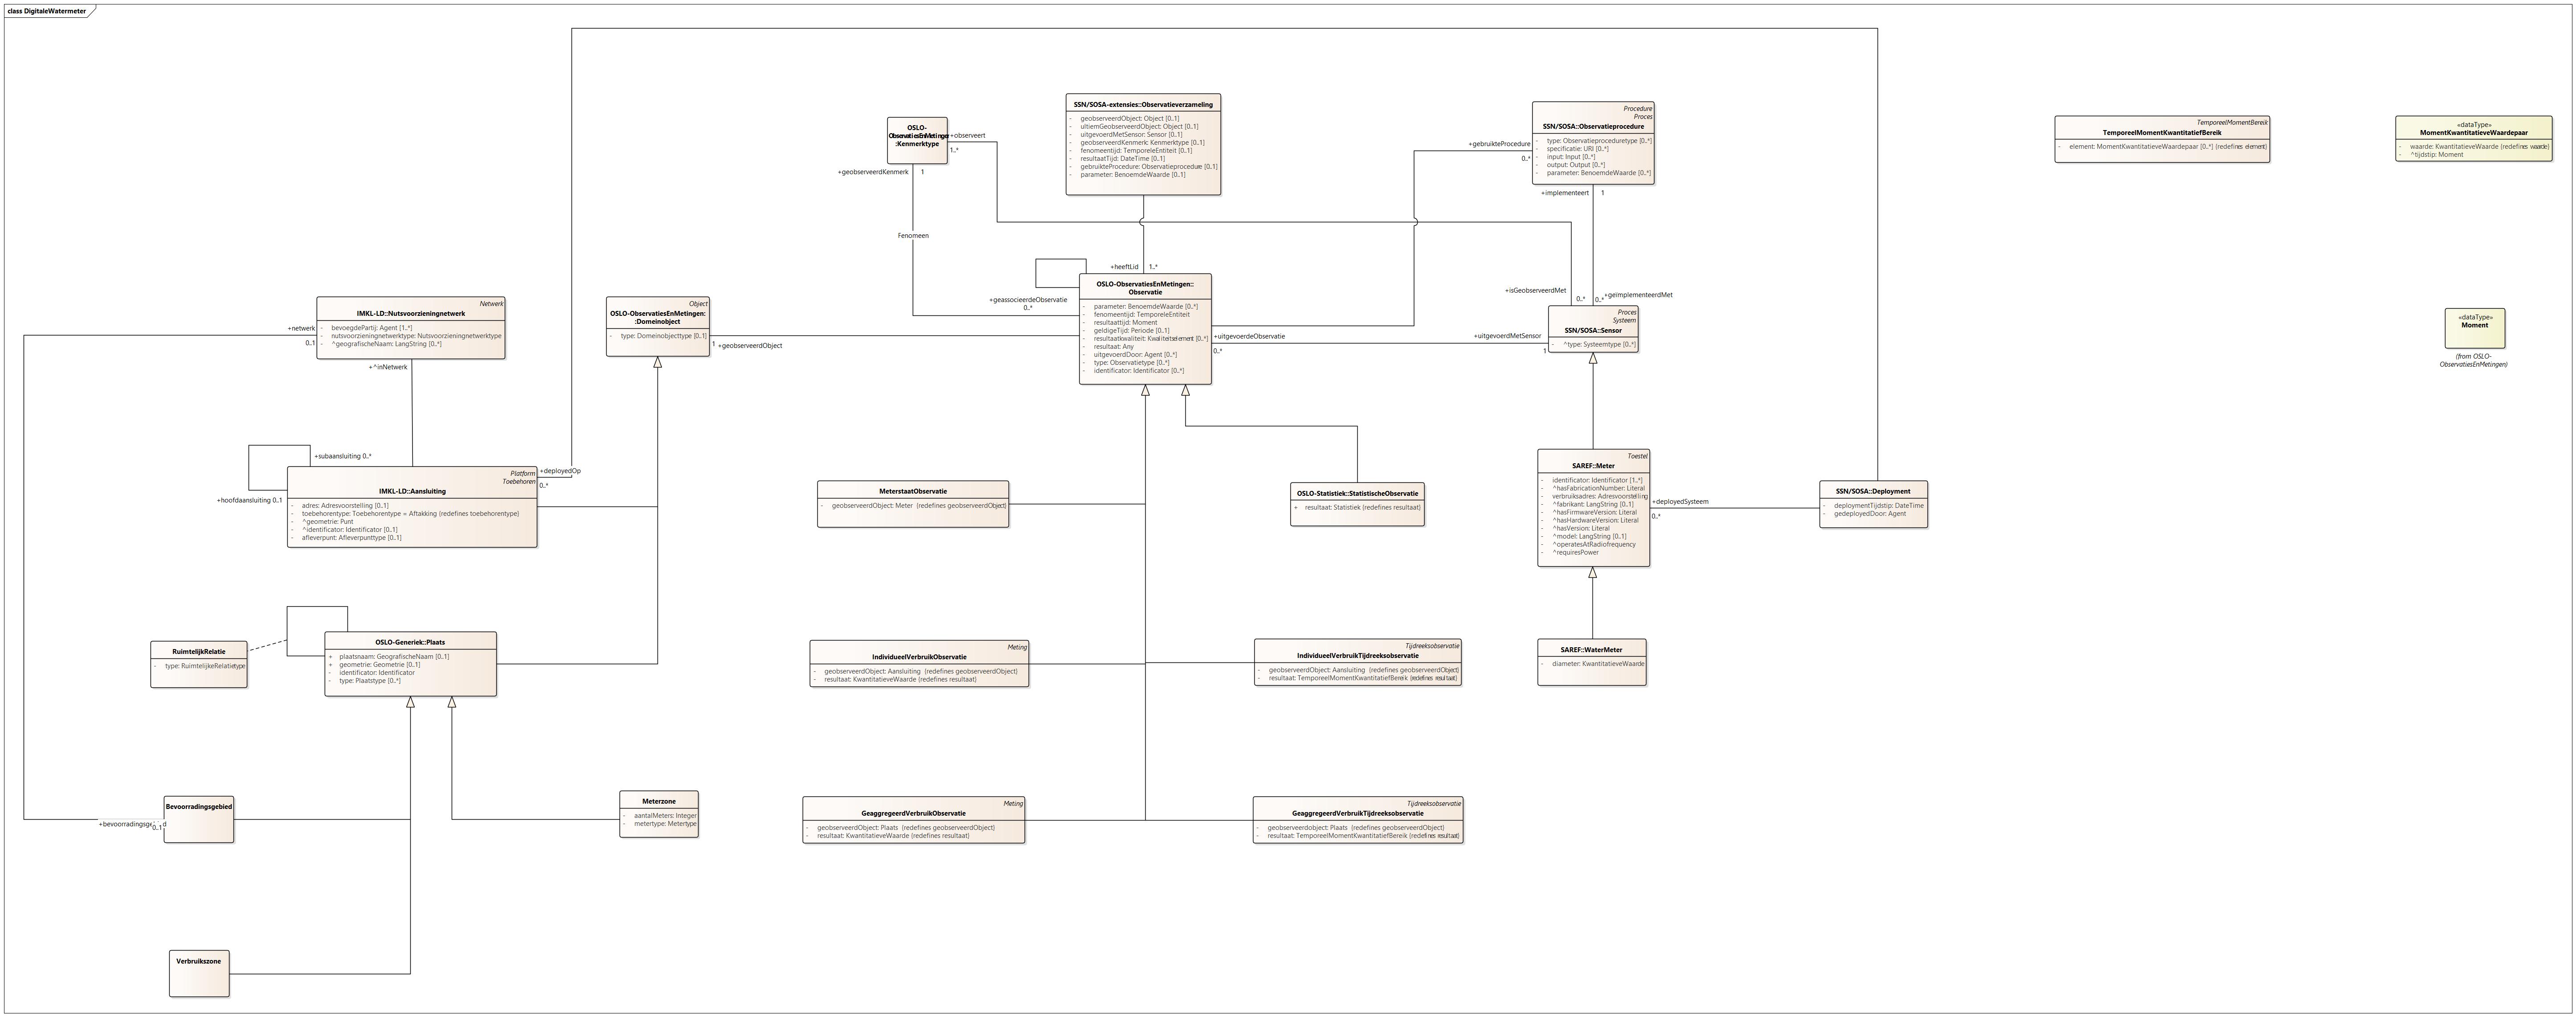 class DigitaleWatermeter
SSN/SOSA-extensies::Observatieverzameling
- geobserveerdObject: Object [0..1]
- ultiemGeobserveerdObject: Object [0..1]
- uitgevoerdMetSensor: Sensor [0..1]
- geobserveerdKenmerk: Kenmerktype [0..1]
- fenomeentijd: TemporeleEntiteit [0..1]
- resultaatTijd: DateTime [0..1]
- gebruikteProcedure: Observatieprocedure [0..1]
- parameter: BenoemdeWaarde [0..1]
OSLO-
:Kenmerktype
+observeert
1..*
+geobserveerdKenmerk
1
Fenomeen
Procedure
Proces
SSN/SOSA::Observatieprocedure
- type: Observatieproceduretype [0..*]
- specificatie: URI [0..*]
- input: Input [0..*]
- output: Output [0..*]
- parameter: BenoemdeWaarde [0..*]
+gebruikteProcedure
0..*
+implementeert
1
TemporeelMomentBereik
TemporeelMomentKwantitatiefBereik
- element: MomentKwantitatieveWaardepaar [0..*] {redefines element}
«dataType»
MomentKwantitatieveWaardepaar
- waarde: KwantitatieveWaarde {redefines waarde}
- ^tijdstip: Moment
+heeftLid
1..*
+geassocieerdeObservatie
0..*
OSLO-ObservatiesEnMetingen::
Observatie
- parameter: BenoemdeWaarde [0..*]
- fenomeentijd: TemporeleEntiteit
- resultaattijd: Moment
- geldigeTijd: Periode [0..1]
- resultaatkwaliteit: Kwaliteitselement [0..*]
- resultaat: Any
- uitgevoerdDoor: Agent [0..*]
- type: Observatietype [0..*]
- identificator: Identificator [0..*]
+isGeobserveerdMet
0..*
0..*
+geïmplementeerdMet
Proces
Systeem
SSN/SOSA::Sensor
- ^type: Systeemtype [0..*]
+uitgevoerdeObservatie
0..*
+uitgevoerdMetSensor
1
Netwerk
IMKL-LD::Nutsvoorzieningnetwerk
- bevoegdePartij: Agent [1..*]
- nutsvoorzieningnetwerktype: Nutsvoorzieningnetwerktype
- ^geografischeNaam: LangString [0..*]
+netwerk
0..1
+^inNetwerk
Object
OSLO-ObservatiesEnMetingen:
:Domeinobject
- type: Domeinobjecttype [0..1]
1
+geobserveerdObject
«dataType»
Moment
(from OSLO-
ObservatiesEnMetingen)
+subaansluiting 0..*
+hoofdaansluiting 0..1
Platform
Toebehoren
IMKL-LD::Aansluiting
- adres: Adresvoorstelling [0..1]
- toebehorentype: Toebehorentype = Aftakking {redefines toebehorentype}
- ^geometrie: Punt
- ^identificator: Identificator [0..1]
- afleverpunt: Afleverpunttype [0..1]
+deployedOp
0..*
MeterstaatObservatie
- geobserveerdObject: Meter {redefines geobserveerdObject}
OSLO-Statistiek::StatistischeObservatie
+ resultaat: Statistiek {redefines resultaat}
Toestel
SAREF::Meter
- identificator: Identificator [1..*]
- ^hasFabricationNumber: Literal
- verbruiksadres: Adresvoorstelling
- ^fabrikant: LangString [0..1]
- ^hasFirmwareVersion: Literal
- ^hasHardwareVersion: Literal
- ^hasVersion: Literal
- ^model: LangString [0..1]
- ^operatesAtRadiofrequency
- ^requiresPower
+deployedSysteem
0..*
SSN/SOSA::Deployment
- deploymentTijdstip: DateTime
- gedeployedDoor: Agent
RuimtelijkRelatie
- type: RuimtelijkeRelatietype
OSLO-Generiek::Plaats
+ plaatsnaam: GeografischeNaam [0..1]
+ geometrie: Geometrie [0..1]
- identificator: Identificator
- type: Plaatstype [0..*]
Meting
IndividueelVerbruikObservatie
- geobserveerdObject: Aansluiting {redefines geobserveerdObject}
- resultaat: KwantitatieveWaarde {redefines resultaat}
Tijdreeksobservatie
IndividueelVerbruikTijdreeksobservatie
- geobserveerdObject: Aansluiting {redefines geobserveerdObject}
- resultaat: TemporeelMomentKwantitatiefBereik {redefines resultaat}
SAREF::WaterMeter
- diameter: KwantitatieveWaarde
Bevoorradingsgebied
0..1
Meterzone
- aantalMeters: Integer
- metertype: Metertype
Meting
GeaggregeerdVerbruikObservatie
- geobserveerdObject: Plaats {redefines geobserveerdObject}
- resultaat: KwantitatieveWaarde {redefines resultaat}
Tijdreeksobservatie
GeaggregeerdVerbruikTijdreeksobservatie
- geobserveerdobject: Plaats {redefines geobserveerdObject}
- resultaat: TemporeelMomentKwantitatiefBereik {redefines resultaat}
Verbruikszone